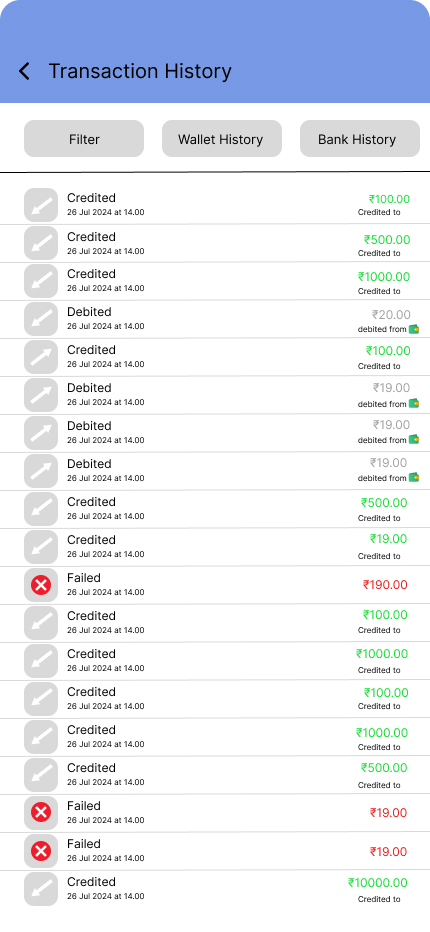 Transaction History
Filter Wallet History Bank History
Credited ₹100.00
26 Jul 2024 at 14.00 Credited to
Credited ₹500.00
26 Jul 2024 at 14.00 Credited to
Credited ₹1000.00
26 Jul 2024 at 14.00 Credited to
Debited ₹20.00
26 Jul 2024 at 14.00 debited from
Credited ₹100.00
26 Jul 2024 at 14.00 Credited to
Debited ₹19.00
26 Jul 2024 at 14.00 debited from
Debited ₹19.00
26 Jul 2024 at 14.00 debited from
Debited ₹19.00
26 Jul 2024 at 14.00 debited from
Credited ₹500.00
26 Jul 2024 at 14.00 Credited to
Credited ₹19.00
26 Jul 2024 at 14.00 Credited to
Failed ₹190.00
26 Jul 2024 at 14.00
Credited ₹100.00
26 Jul 2024 at 14.00 Credited to
Credited ₹1000.00
26 Jul 2024 at 14.00 Credited to
Credited ₹100.00
26 Jul 2024 at 14.00 Credited to
Credited ₹1000.00
26 Jul 2024 at 14.00 Credited to
Credited ₹500.00
26 Jul 2024 at 14.00 Credited to
Failed ₹19.00
26 Jul 2024 at 14.00
Failed ₹19.00
26 Jul 2024 at 14.00
Credited ₹10000.00
26 Jul 2024 at 14.00 Credited to